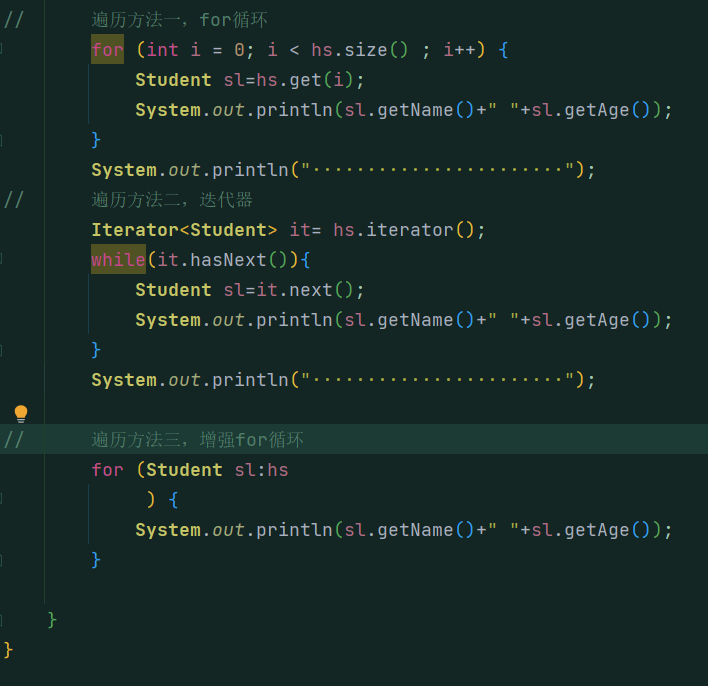 //      遍历方法一，for循环
        for (int i = 0; i < hs.size() ; i++) {
            Student sl=hs.get(i);
            System.out.println(sl.getName()+" "+sl.getAge());
        }
        System.out.println("·······················");
//      遍历方法二，迭代器
        Iterator<Student> it= hs.iterator();
        while(it.hasNext()){
            Student sl=it.next();
            System.out.println(sl.getName()+" "+sl.getAge());
        }
        System.out.println("·······················");
//      遍历方法三，增强for循环
        for (Student sl:hs
             ) {
            System.out.println(sl.getName()+" "+sl.getAge());
        }
    }
}